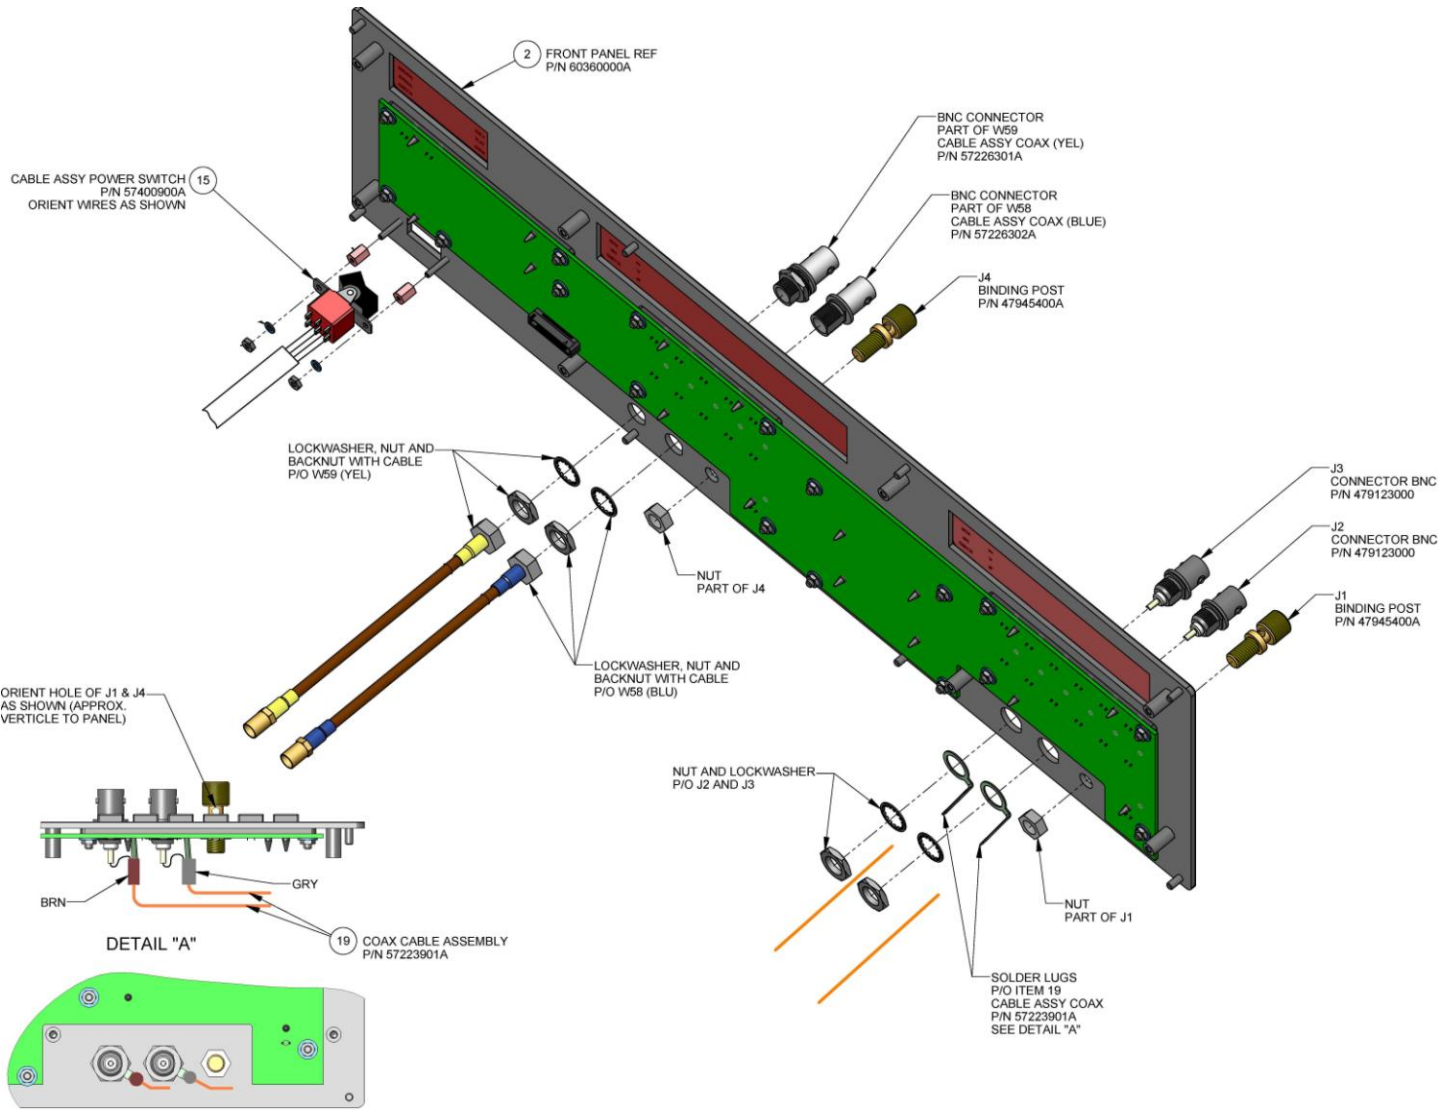 2
FRONT PANEL REF
P/N 60360000A
BNC CONNECTOR
PART OF W59
CABLE ASSY COAX (YEL)
P/N 57226301A
CABLE ASSY POWER SWITCH
P/N 57400900A
ORIENT WIRES AS SHOWN
15
BNC CONNECTOR
PART OF W58
CABLE ASSY COAX (BLUE)
P/N 57226302A
J4
BINDING POST
P/N 47945400A
LOCKWASHER, NUT AND
BACKNUT WITH CABLE
P/O W59 (YEL)
J3
CONNECTOR BNC
P/N 479123000
J2
CONNECTOR BNC
P/N 479123000
NUT
PART OF J4
J1
BINDING POST
P/N 47945400A
LOCKWASHER, NUT AND
BACKNUT WITH CABLE
P/O W58 (BLU)
ORIENT HOLE OF J1 & J4
AS SHOWN (APPROX.
VERTICLE TO PANEL)
NUT AND LOCKWASHER
P/O J2 AND J3
BRN
GRY
NUT
PART OF J1
DETAIL "A"
19
COAX CABLE ASSEMBLY
P/N 57223901A
SOLDER LUGS
P/O ITEM 19
CABLE ASSY COAX
P/N 57223901A
SEE DETAIL "A"